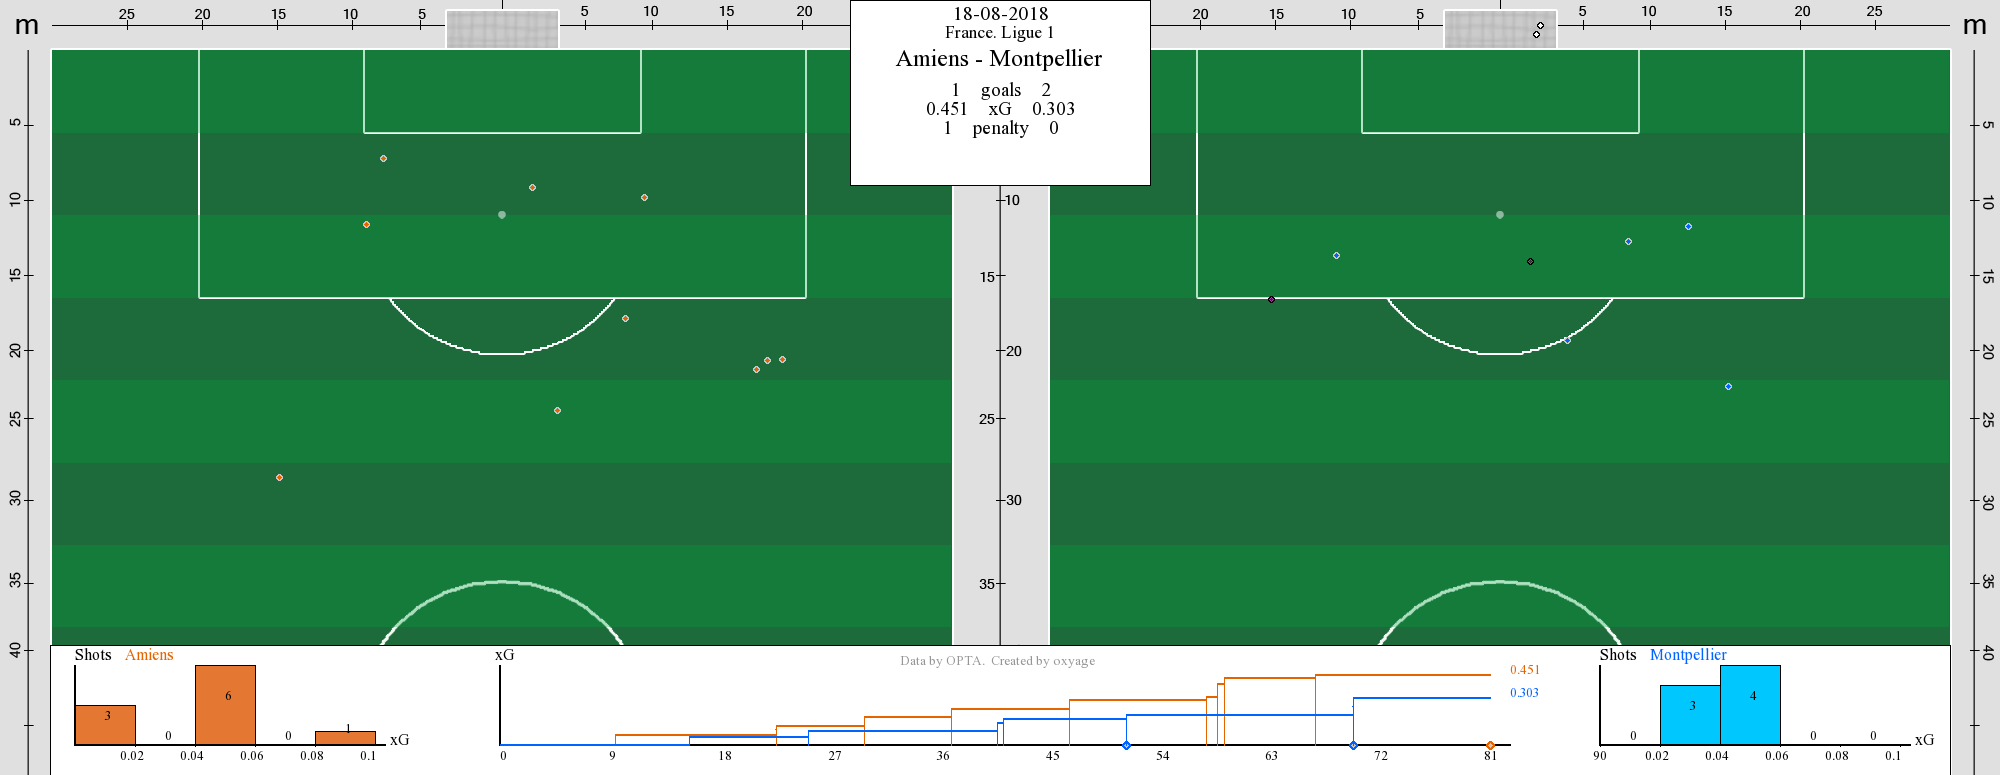 m 25 20 15 10 5 5 10 15 20
20 15 10 5 5 10 15 20 25 m
18-08-2018
France. Ligue 1
Amiens - Montpellier
1 goals 2
0.451 xG 0.303
1 penalty 0
5
10
15
20
25
30
35
40
10
15
20
25
30
35
5
10
15
20
25
30
35
40
Shots Amiens
3 0 6 0 1 xG
0.02 0.04 0.06 0.08 0.1
xG
Data by OPTA. Created by oxyage
0.451
0.303
0 9 18 27 36 45 54 63 72 81 90
Shots Montpellier
0 3 4 0 0 xG
0.02 0.04 0.06 0.08 0.1